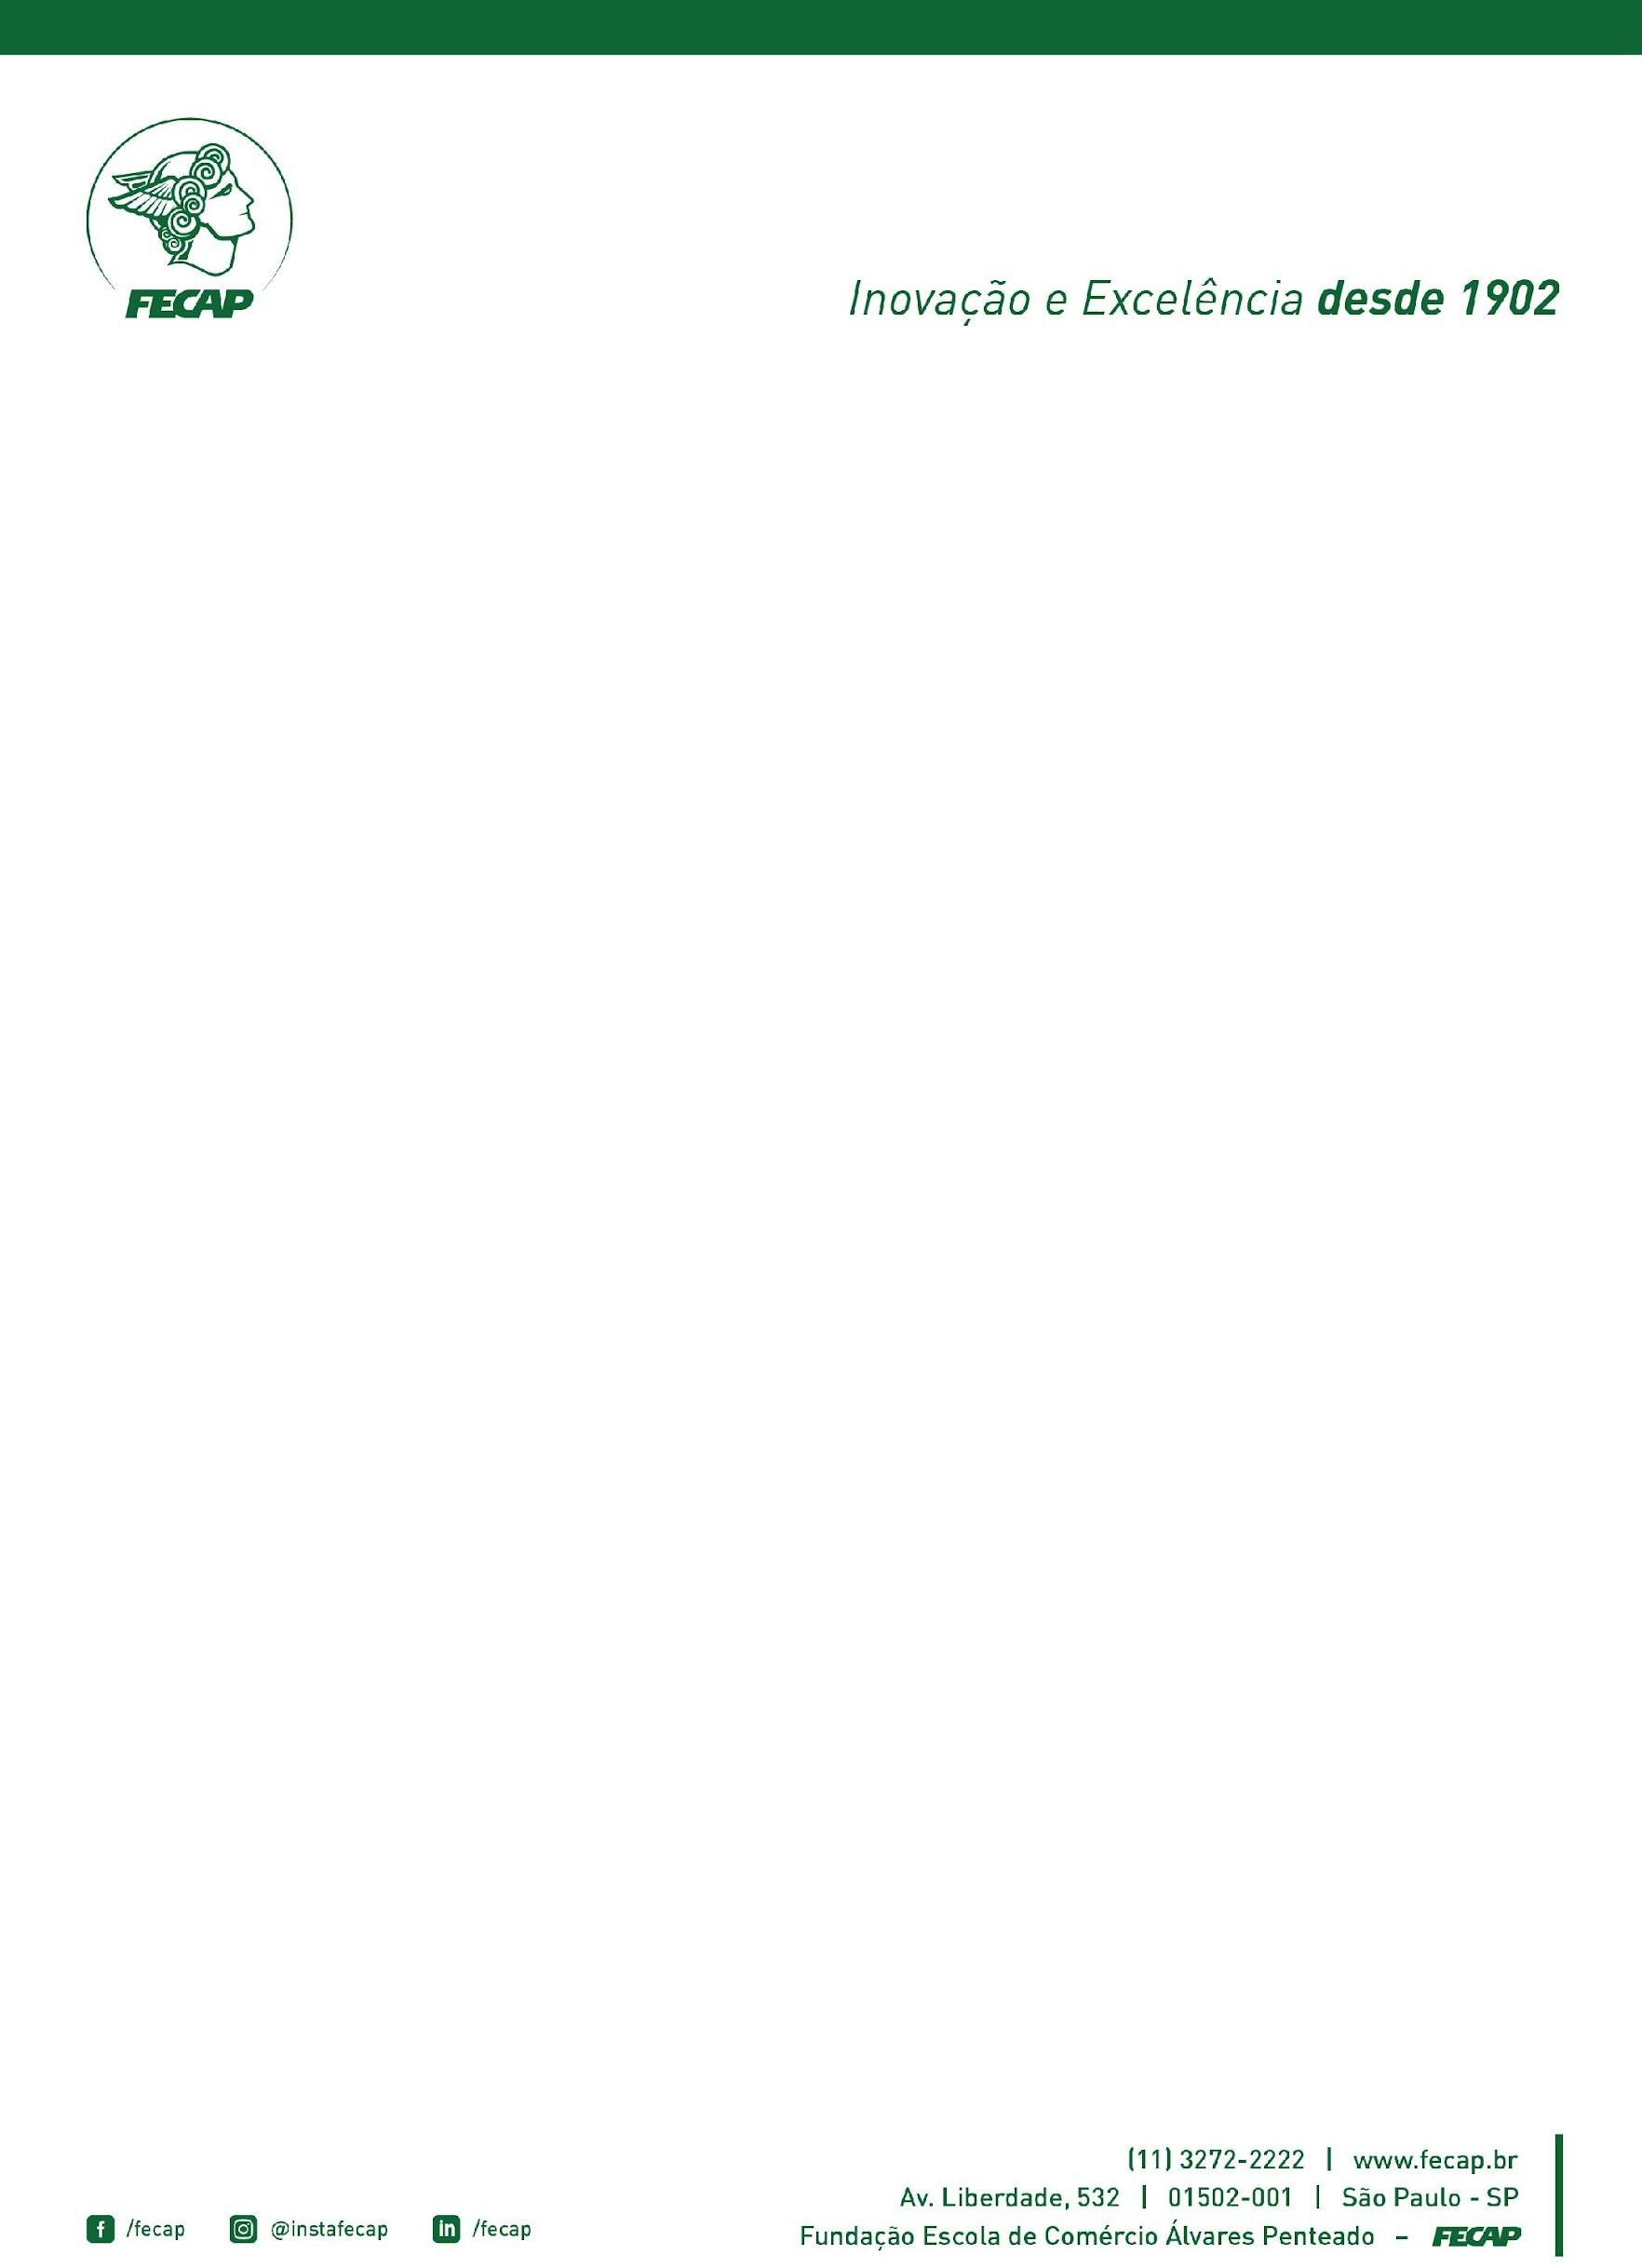 FECAP
Inovação e Excelência desde 1902
(11) 3272-2222 | www.fecap.br
Av. Liberdade, 532 | 01502-001 | São Paulo - SP
/fecap @instafecap /fecap
Fundação Escola de Comércio Álvares Penteado – FECAP